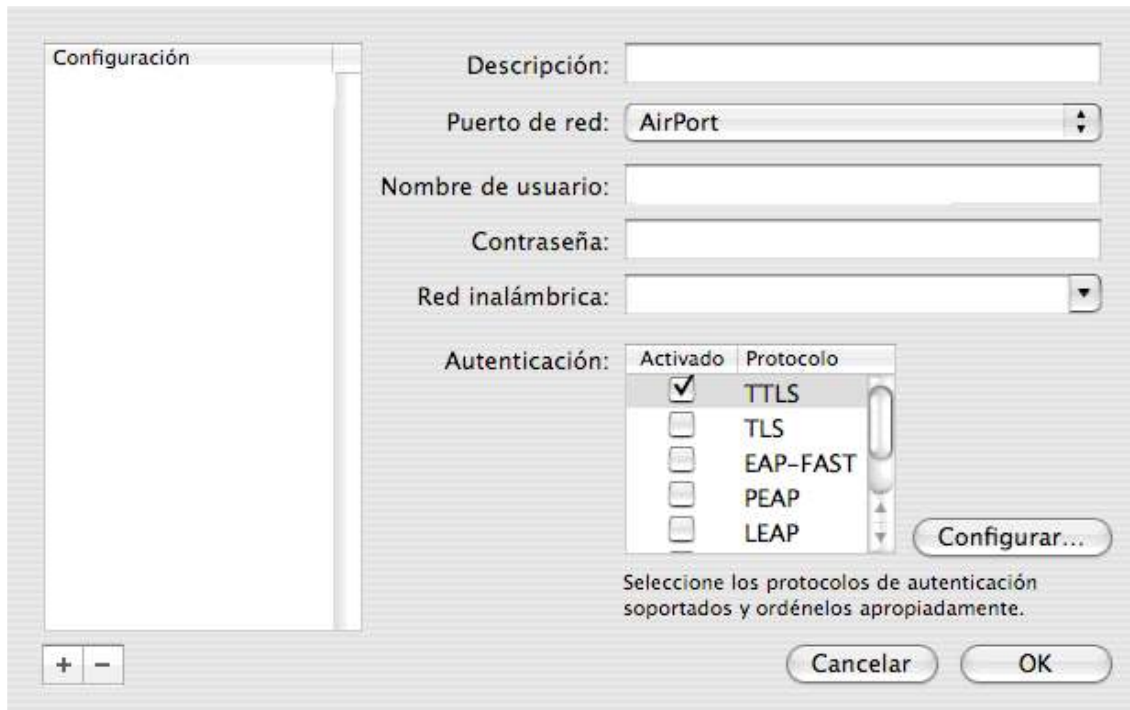 Configuración
Descripción:
Puerto de red: AirPort
Nombre de usuario:
Contraseña:
Red inalámbrica:
Autenticación:
Activado Protocolo
TTLS
TLS
EAP-FAST
PEAP
LEAP
Configurar...
Seleccione los protocolos de autenticación
soportados y ordénelos apropiadamente.
+ −
Cancelar OK